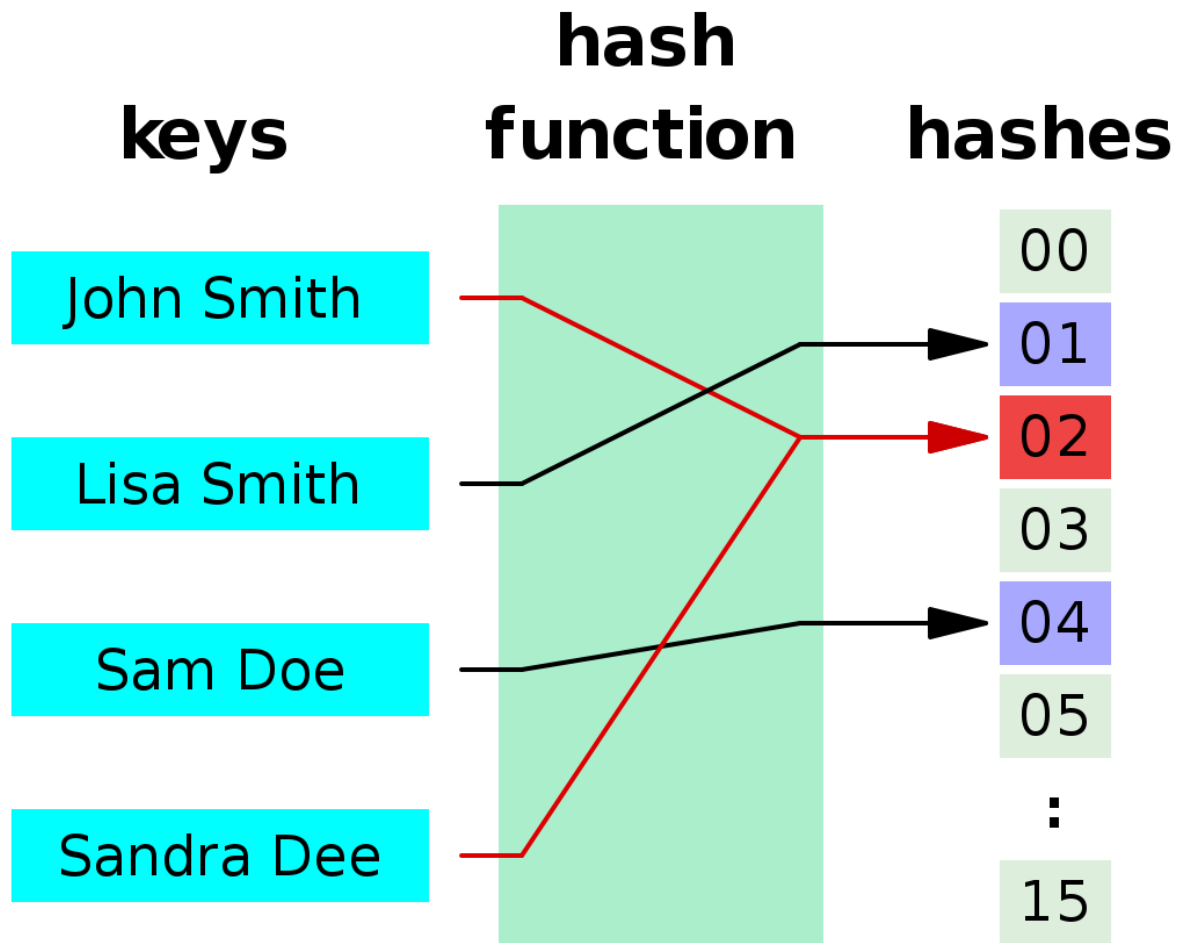 hash
keys function hashes
John Smith
Lisa Smith
Sam Doe
Sandra Dee
00
01
02
03
04
05
:
15